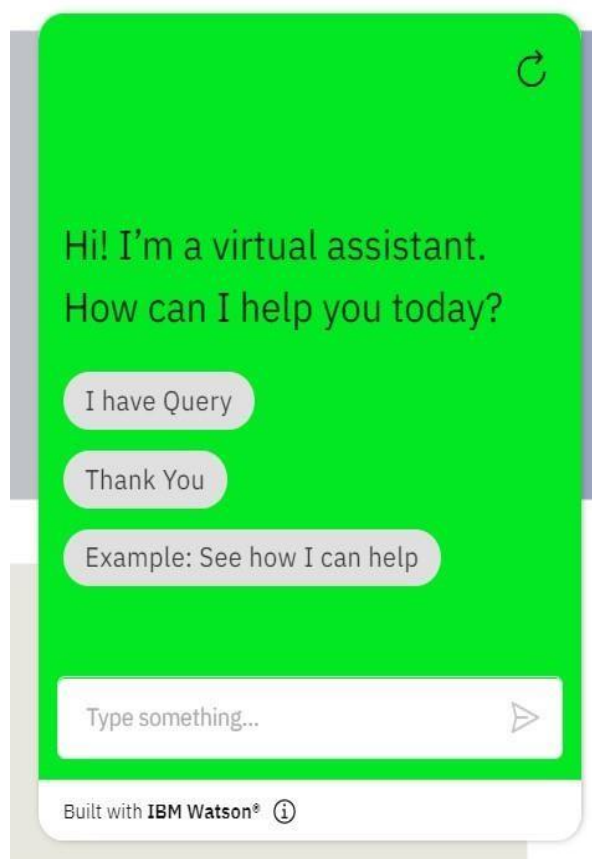 Hi! I’m a virtual assistant.
How can I help you today?
I have Query
Thank You
Example: See how I can help
Type something...
Built with IBM Watson®